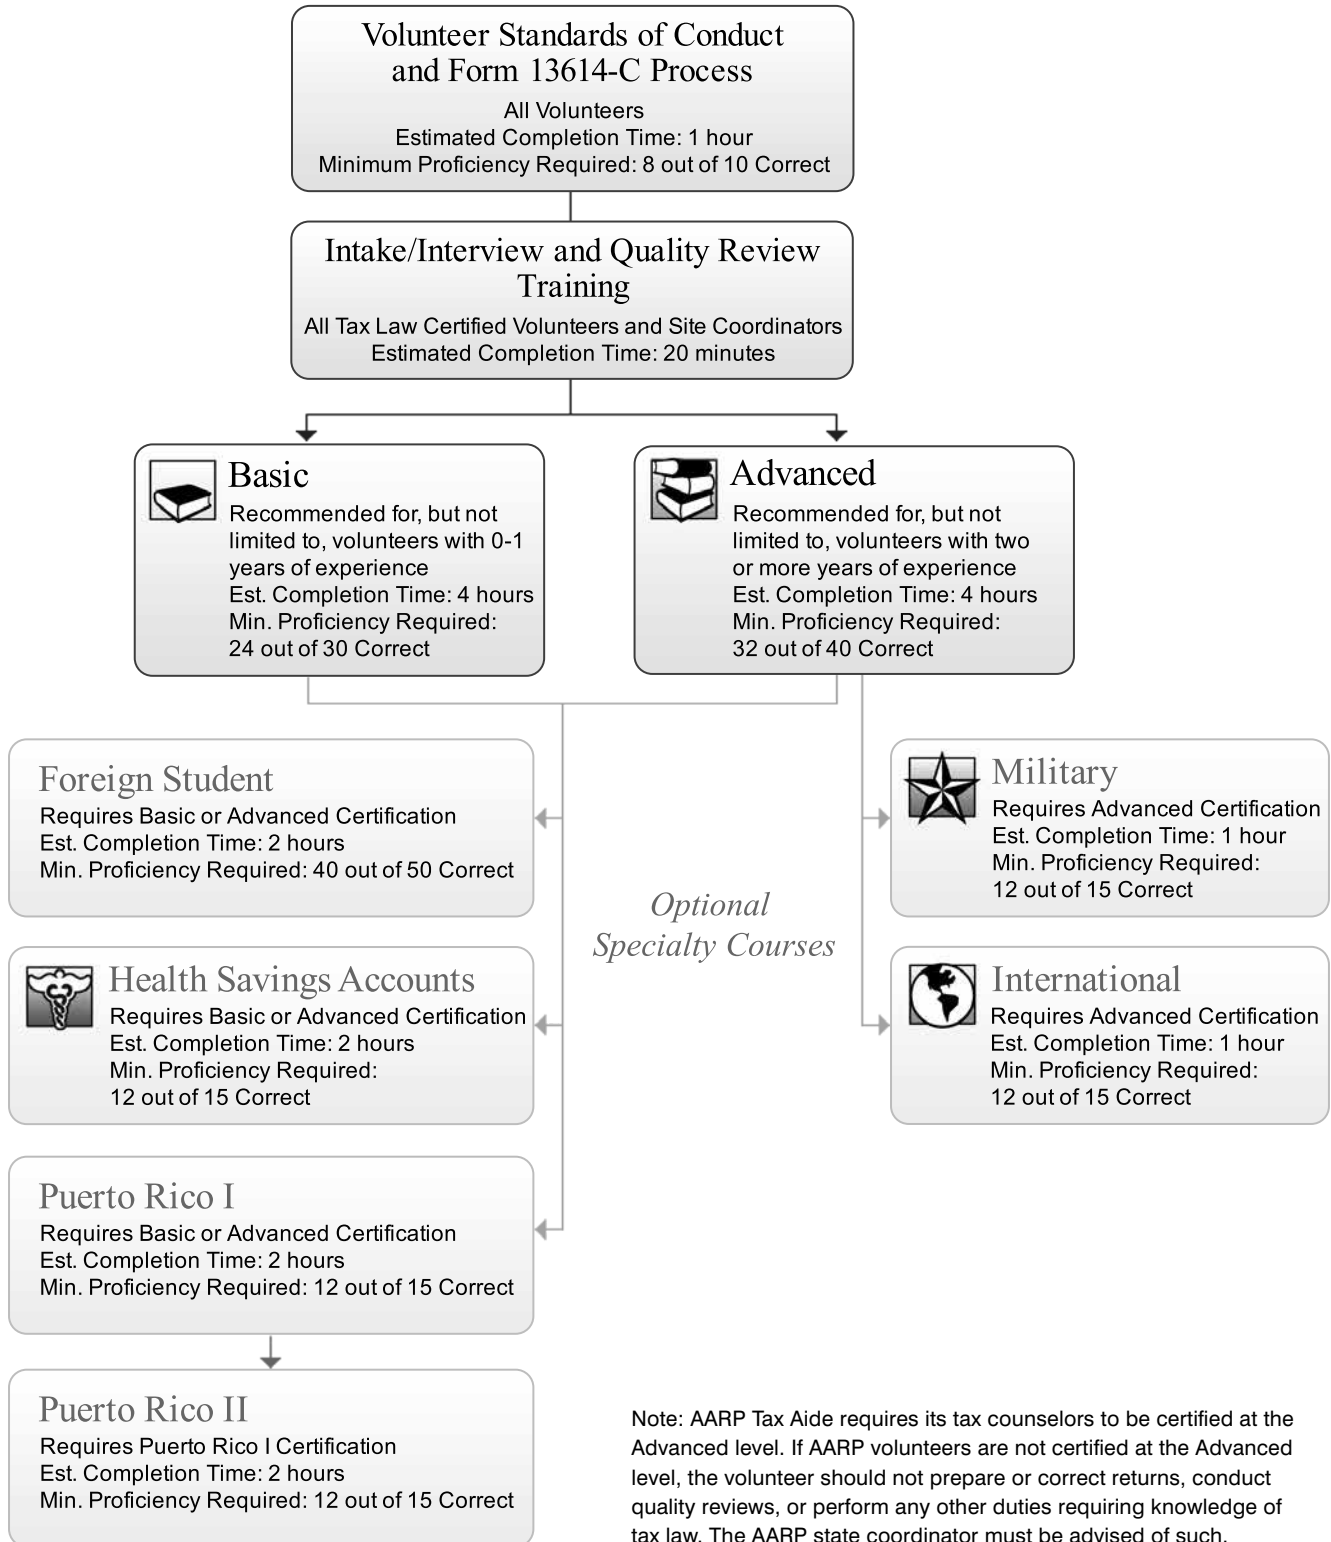 Volunteer Standards of Conduct
and Form 13614-C Process
All Volunteers
Estimated Completion Time: 1 hour
Minimum Proficiency Required: 8 out of 10 Correct
Intake/Interview and Quality Review
Training
All Tax Law Certified Volunteers and Site Coordinators
Estimated Completion Time: 20 minutes
Basic
Recommended for, but not
limited to, volunteers with 0-1
years of experience
Est. Completion Time: 4 hours
Min. Proficiency Required:
24 out of 30 Correct
Advanced
Recommended for, but not
limited to, volunteers with two
or more years of experience
Est. Completion Time: 4 hours
Min. Proficiency Required:
32 out of 40 Correct
Foreign Student
Requires Basic or Advanced Certification
Est. Completion Time: 2 hours
Min. Proficiency Required: 40 out of 50 Correct
Military
Requires Advanced Certification
Est. Completion Time: 1 hour
Min. Proficiency Required:
12 out of 15 Correct
Optional
Specialty Courses
Health Savings Accounts
Requires Basic or Advanced Certification
Est. Completion Time: 2 hours
Min. Proficiency Required:
12 out of 15 Correct
International
Requires Advanced Certification
Est. Completion Time: 1 hour
Min. Proficiency Required:
12 out of 15 Correct
Puerto Rico I
Requires Basic or Advanced Certification
Est. Completion Time: 2 hours
Min. Proficiency Required: 12 out of 15 Correct
Puerto Rico II
Requires Puerto Rico I Certification
Est. Completion Time: 2 hours
Min. Proficiency Required: 12 out of 15 Correct
Note: AARP Tax Aide requires its tax counselors to be certified at the
Advanced level. If AARP volunteers are not certified at the Advanced
level, the volunteer should not prepare or correct returns, conduct
quality reviews, or perform any other duties requiring knowledge of
tax law. The AARP state coordinator must be advised of such.